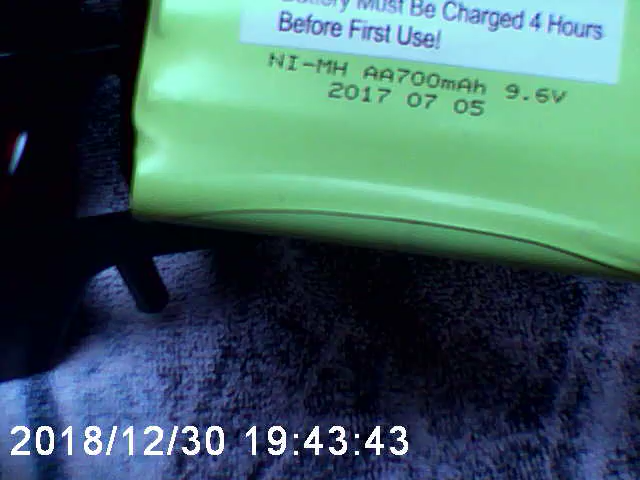 Battery Must Be Charged 4 Hours
Before First Use!
NI-MH AA700mAh 9.6V
2017 07 05
2018/12/30 19:43:43